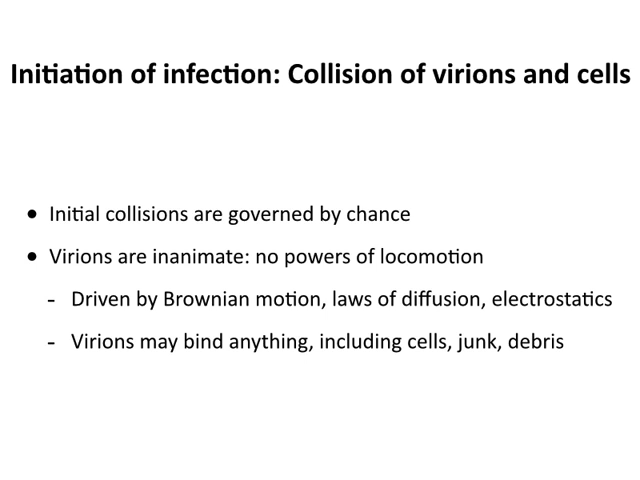 Initiation of infection: Collision of virions and cells
• Initial collisions are governed by chance
• Virions are inanimate: no powers of locomotion
- Driven by Brownian motion, laws of diffusion, electrostatics
- Virions may bind anything, including cells, junk, debris